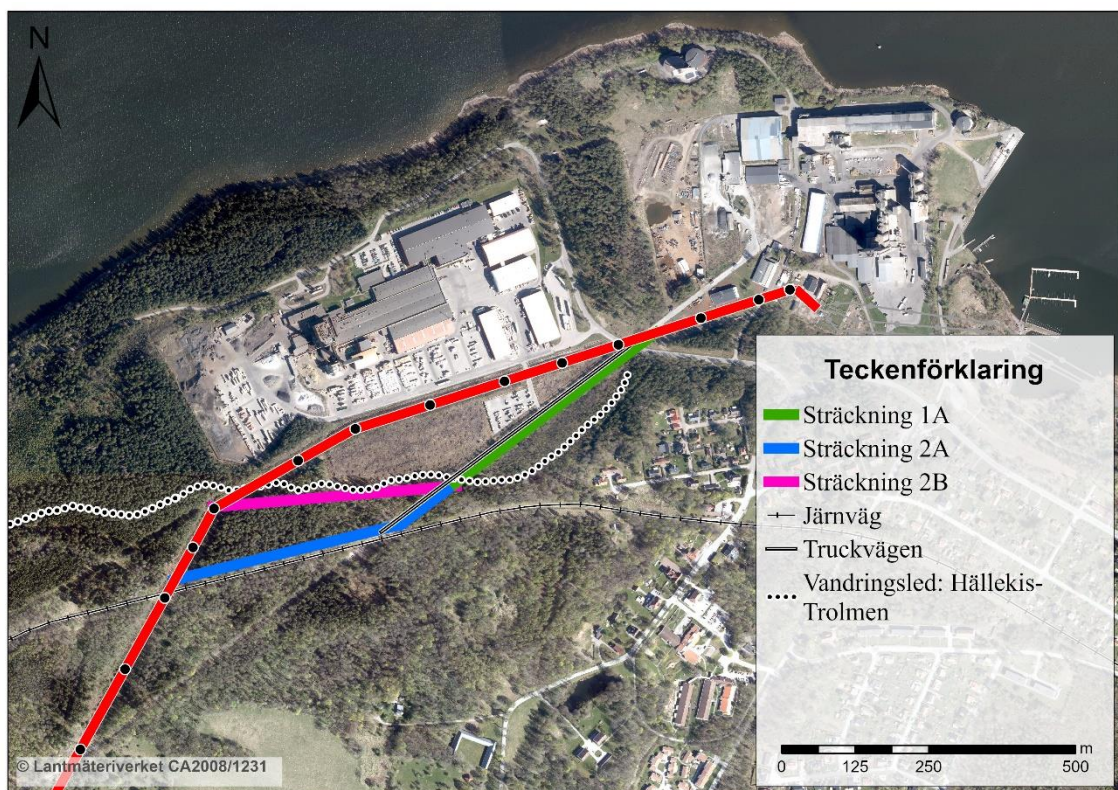 N
Teckenförklaring
Sträckning 1A
Sträckning 2A
Sträckning 2B
Järnväg
Truckvägen
Vandringsled: Hällekis-
Trolmen
m
0 125 250 500
© Lantmäteriverket CA2008/1231